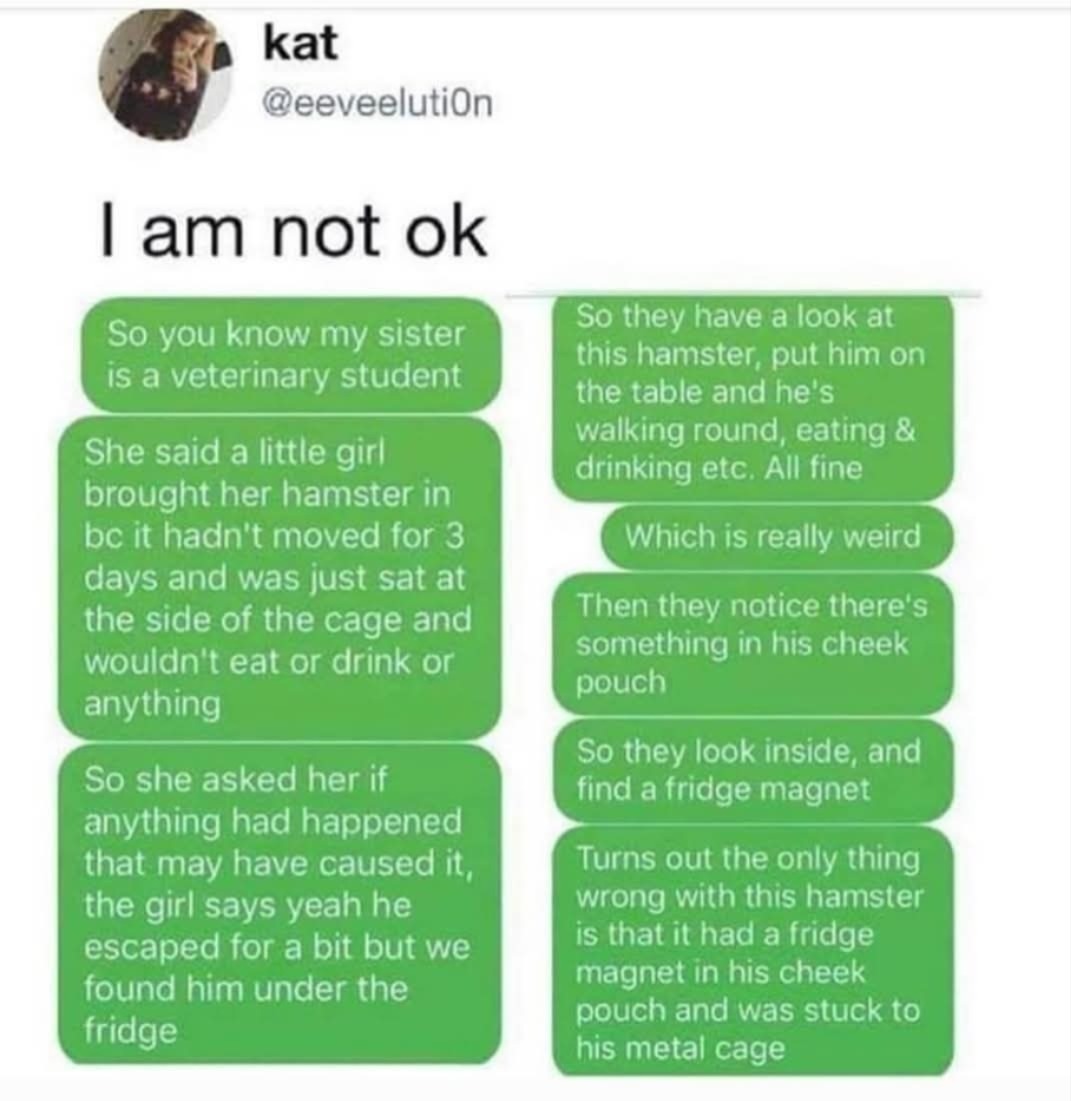 kat
@eeveeluti0n
I am not ok
So you know my sister
is a veterinary student
She said a little girl
brought her hamster in
bc it hadn't moved for 3
days and was just sat at
the side of the cage and
wouldn't eat or drink or
anything
So she asked her if
anything had happened
that may have caused it,
the girl says yeah he
escaped for a bit but we
found him under the
fridge
So they have a look at
this hamster, put him on
the table and he's
walking round, eating &
drinking etc. All fine
Which is really weird
Then they notice there's
something in his cheek
pouch
So they look inside, and
find a fridge magnet
Turns out the only thing
wrong with this hamster
is that it had a fridge
magnet in his cheek
pouch and was stuck to
his metal cage